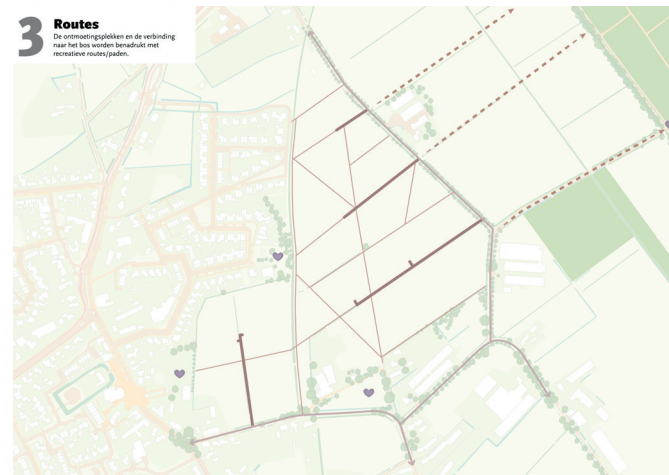 3
Routes
De ontmoetingsplekken en de verbinding
naar het bos worden benadrukt met
recreatieve routes/paden.